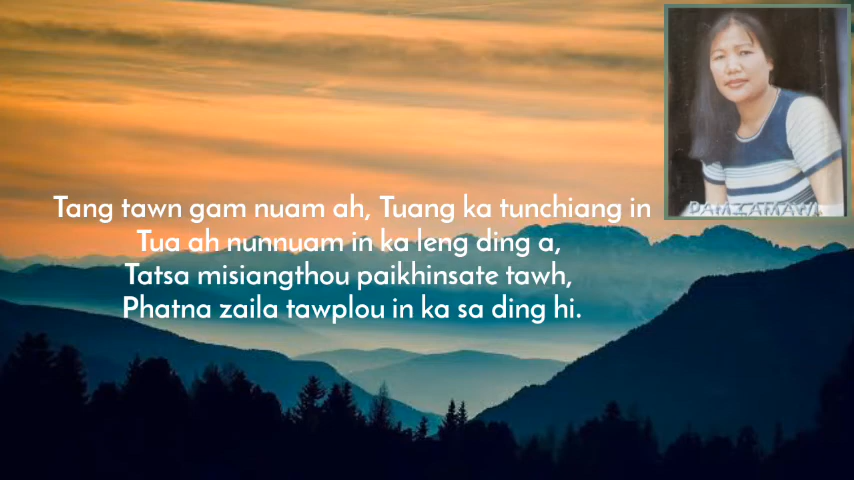 Tang tawn gam nuam ah, Tuang ka tunchiang in
Tua ah nunnuam in ka leng ding a,
Tatsa misiangthou paikhinsate tawh,
Phatna zaila tawplou in ka sa ding hi.